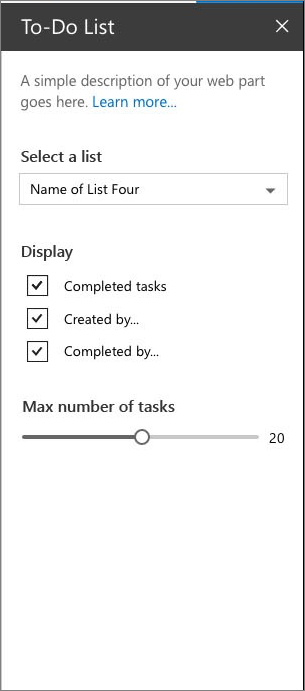 To-Do List
A simple description of your web part
goes here. Learn more...
Select a list
Name of List Four
Display
Completed tasks
Created by...
Completed by...
Max number of tasks
20